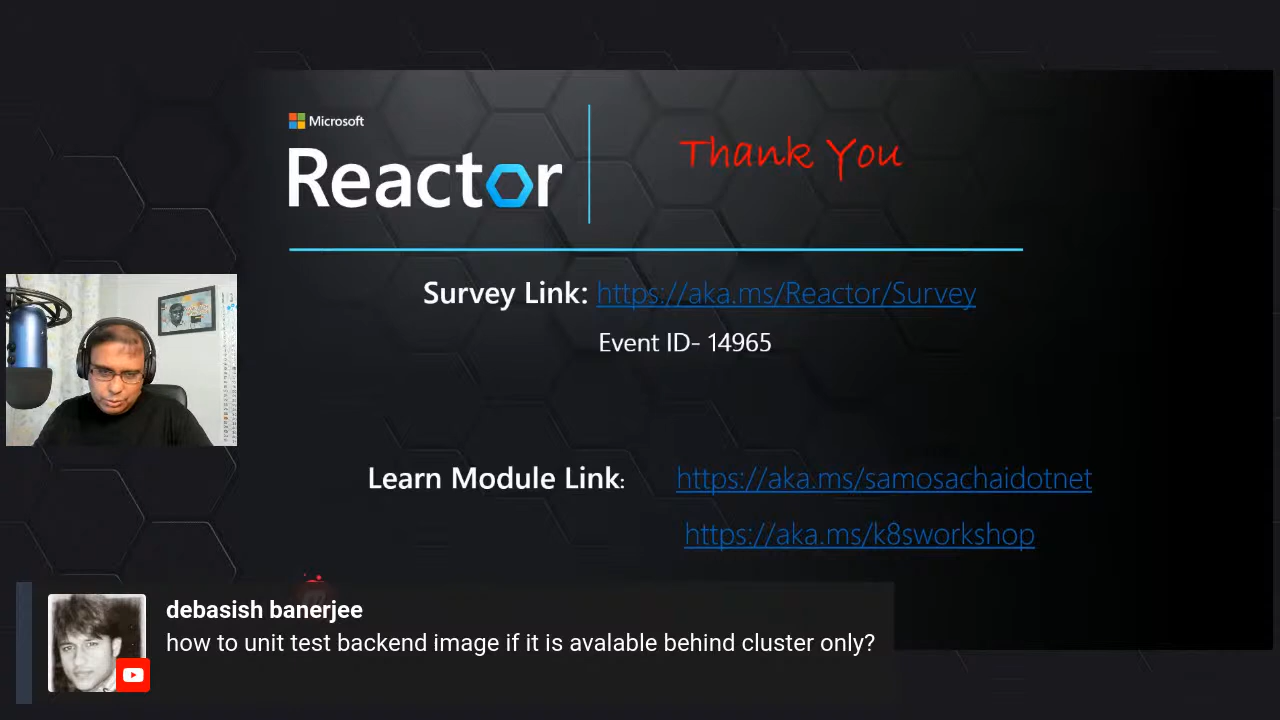 Microsoft
Reactor
Thank You
Survey Link: https://aka.ms/Reactor/Survey
Event ID- 14965
Learn Module Link: https://aka.ms/samosachaidotnet
https://aka.ms/k8sworkshop
debasish banerjee
how to unit test backend image if it is avalable behind cluster only?